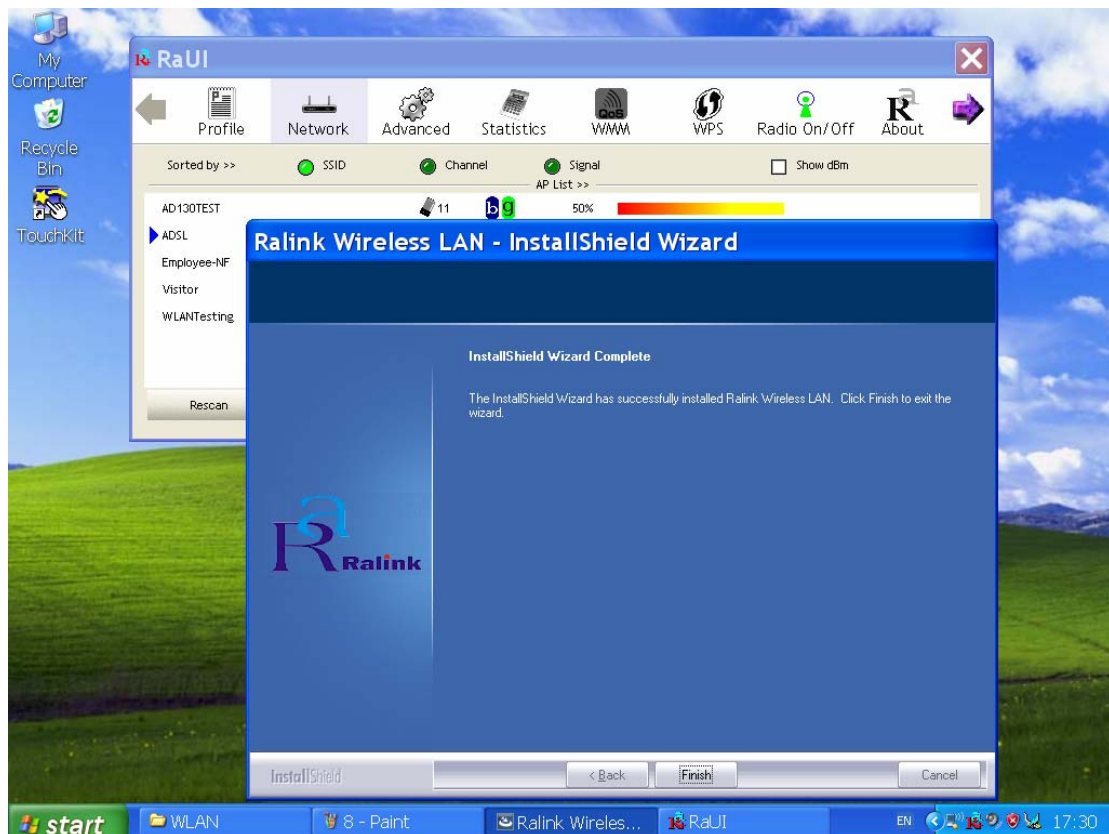 My
Computer
Recycle
Bin
TouchKit
RaUI
Profile
Network
Advanced
Statistics
QoS
WMM
WPS
Radio On/Off
R
About
Sorted by >>
SSID
Channel
Signal
Show dBm
AP List >>
AD130TEST
11
b g
50%
ADSL
Employee-NF
Visitor
WLANTesting
Rescan
Ralink Wireless LAN - InstallShield Wizard
InstallShield Wizard Complete
The InstallShield Wizard has successfully installed Ralink Wireless LAN. Click Finish to exit the
wizard.
Ralink
InstallShield
< Back
Finish
Cancel
start
WLAN
8 - Paint
Ralink Wireles...
RaUI
EN
17:30